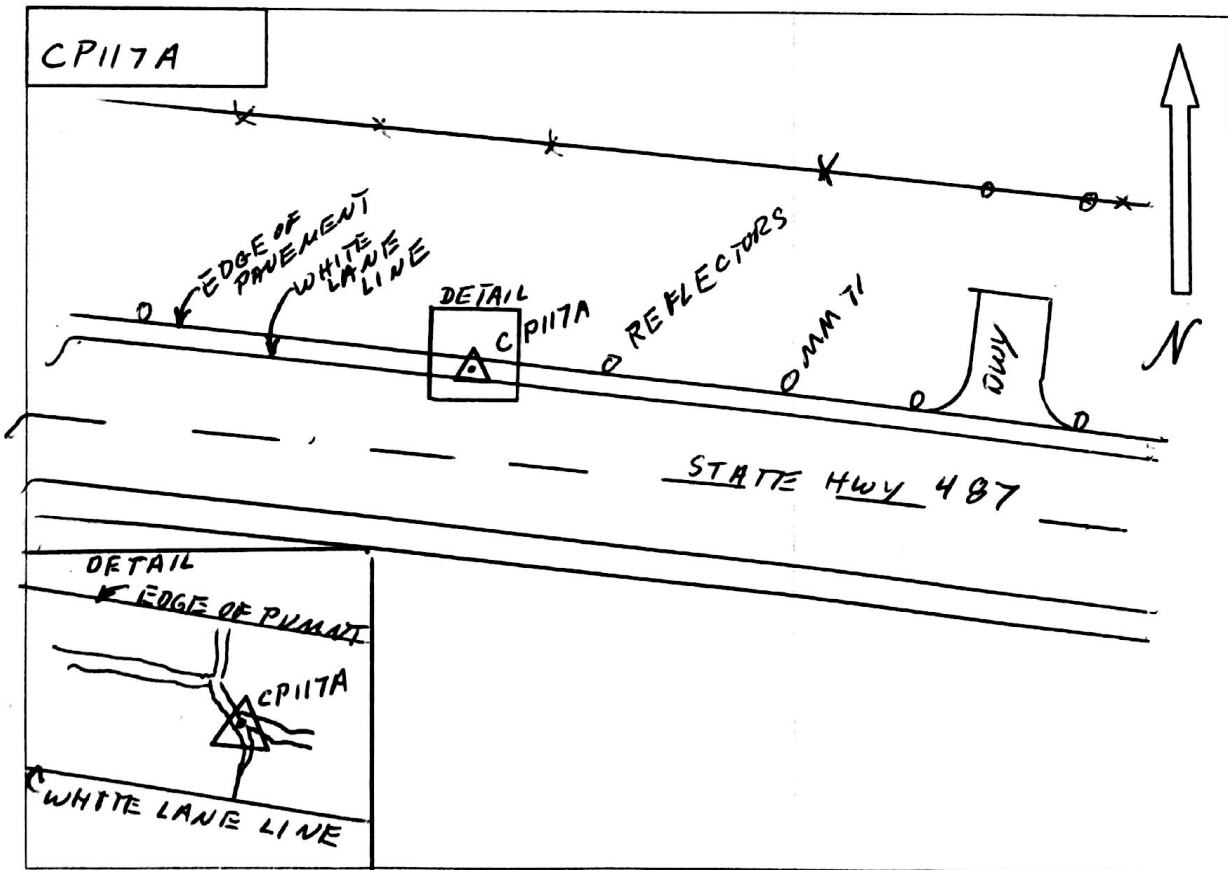 CP117A
EDGE OF
PAVEMENT
WHITE
LANE
LINE
DETAIL
CP117A
REFLECTORS
MM 71
DWY
N
STATE HWY 487
DETAIL
EDGE OF PVMNT
CP117A
WHITE LANE LINE